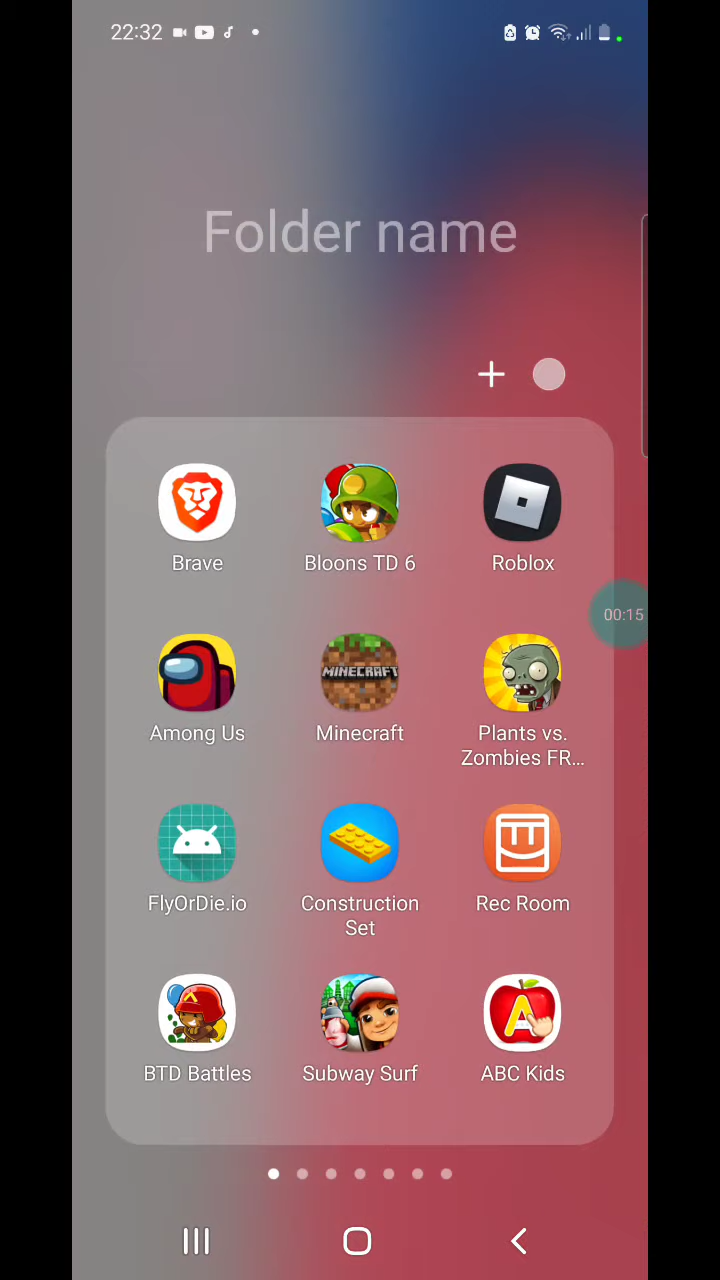 22:32
Folder name
Brave
Bloons TD 6
Roblox
00:15
MINECRAFT
Among Us
Minecraft
Plants vs.
Zombies FR...
FlyOrDie.io
Construction
Set
Rec Room
A
BTD Battles
Subway Surf
ABC Kids